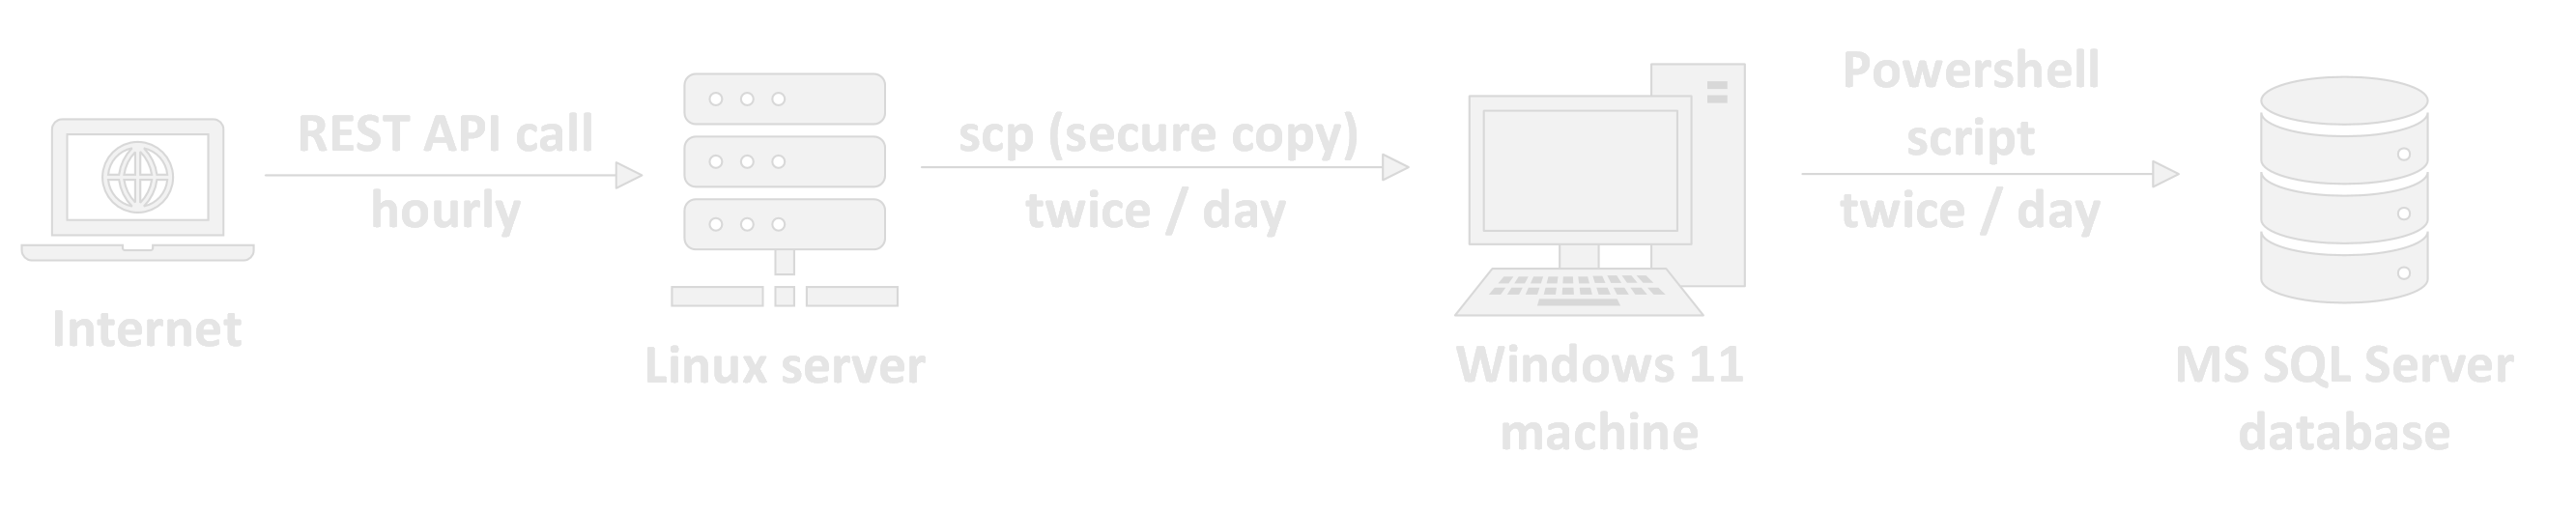 Internet
REST API call
hourly
Linux server
scp (secure copy)
twice / day
Windows 11
machine
Powershell
script
twice / day
MS SQL Server
database